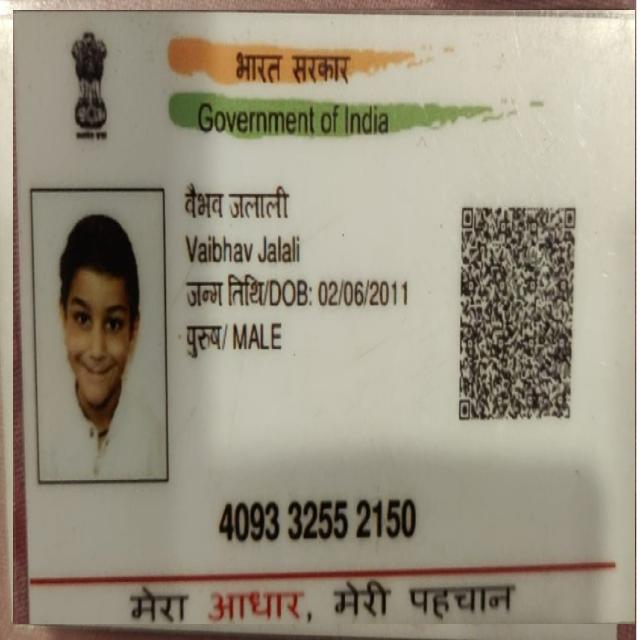 भारत सरकार
Government of India
वैभव जलाली
Vaibhav Jalali
जन्म तिथि/DOB: 02/06/2011
पुरुष/ MALE
4093 3255 2150
मेरा आधार, मेरी पहचान